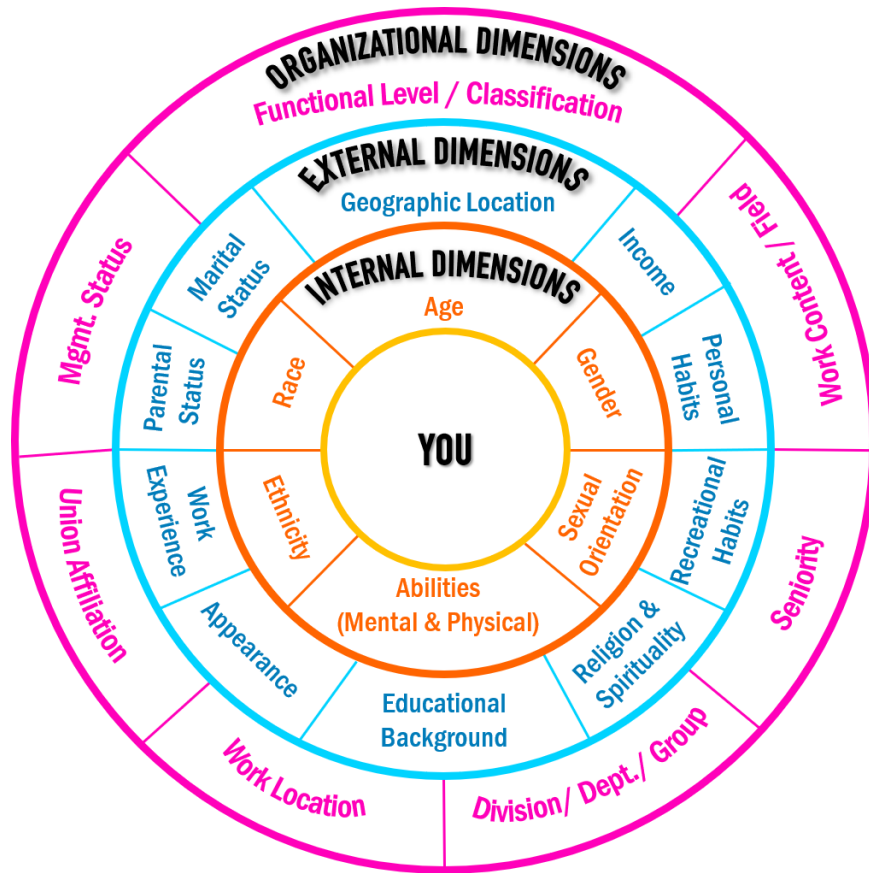 ORGANIZATIONAL DIMENSIONS
Functional Level / Classification
Work Content / Field
Seniority
Division/ Dept./ Group
Work Location
Union Affiliation
Mgmt. Status
EXTERNAL DIMENSIONS
Geographic Location
Income
Personal
Habits
Recreational
Habits
Religion &
Spirituality
Educational
Background
Appearance
Work
Experience
Parental
Status
Marital
Status
INTERNAL DIMENSIONS
Age
Gender
Sexual
Orientation
Abilities
(Mental & Physical)
Ethnicity
Race
YOU